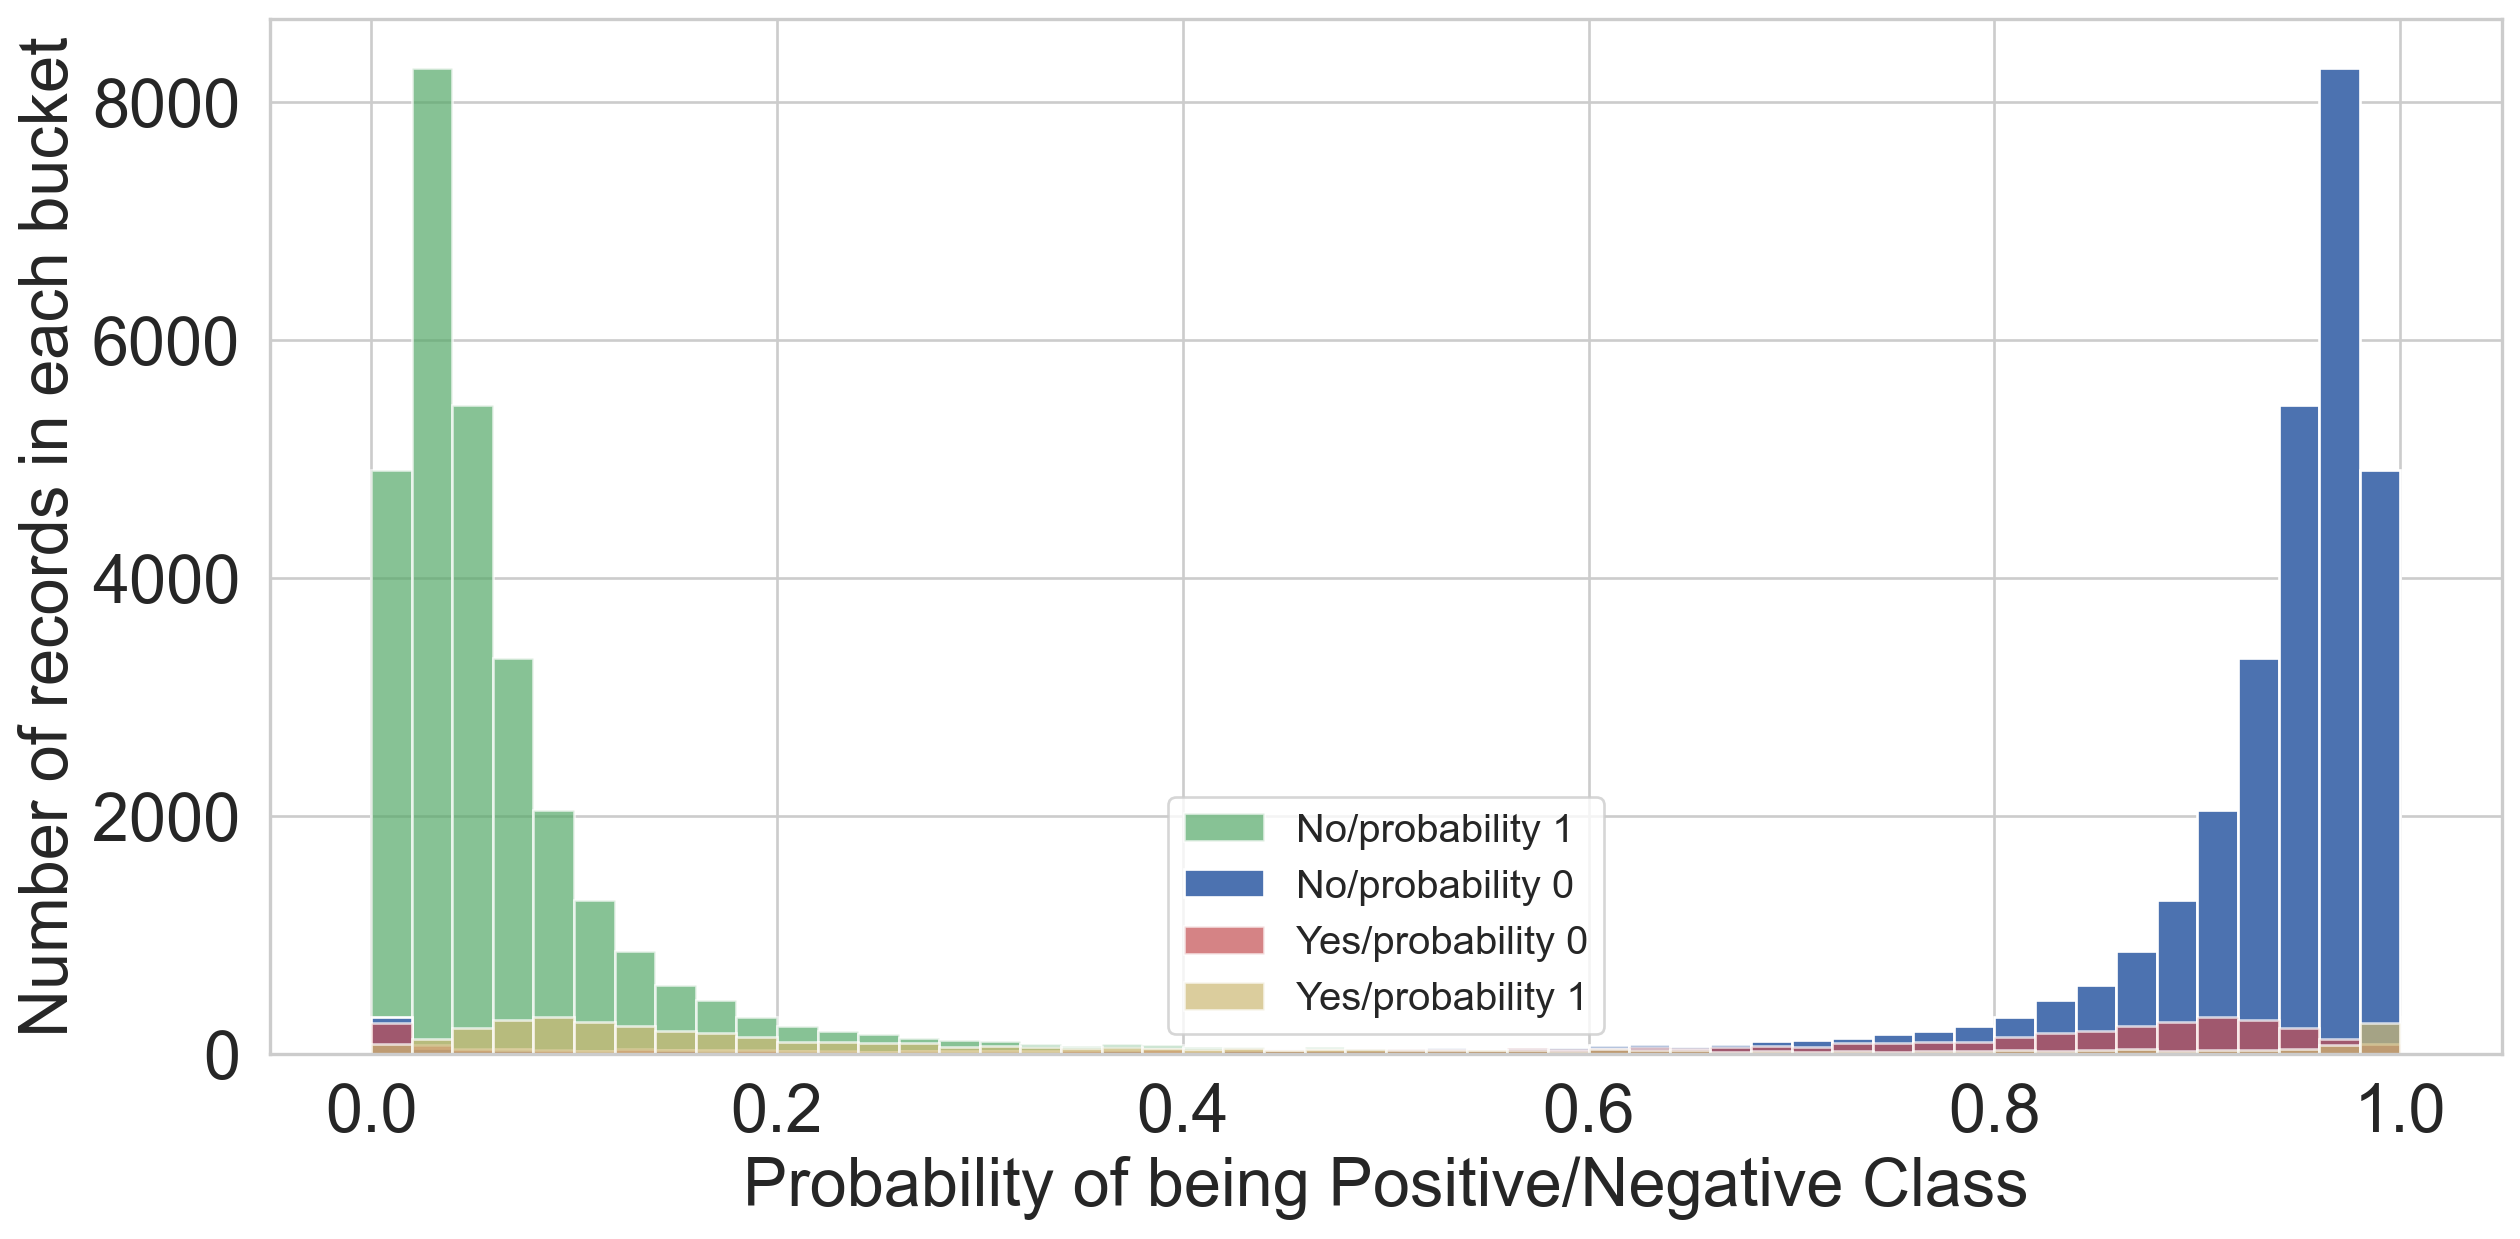 Number of records in each bucket
8000
6000
4000
2000
0
No/probability 1
No/probability 0
Yes/probability 0
Yes/probability 1
0.0 0.2 0.4 0.6 0.8 1.0
Probability of being Positive/Negative Class